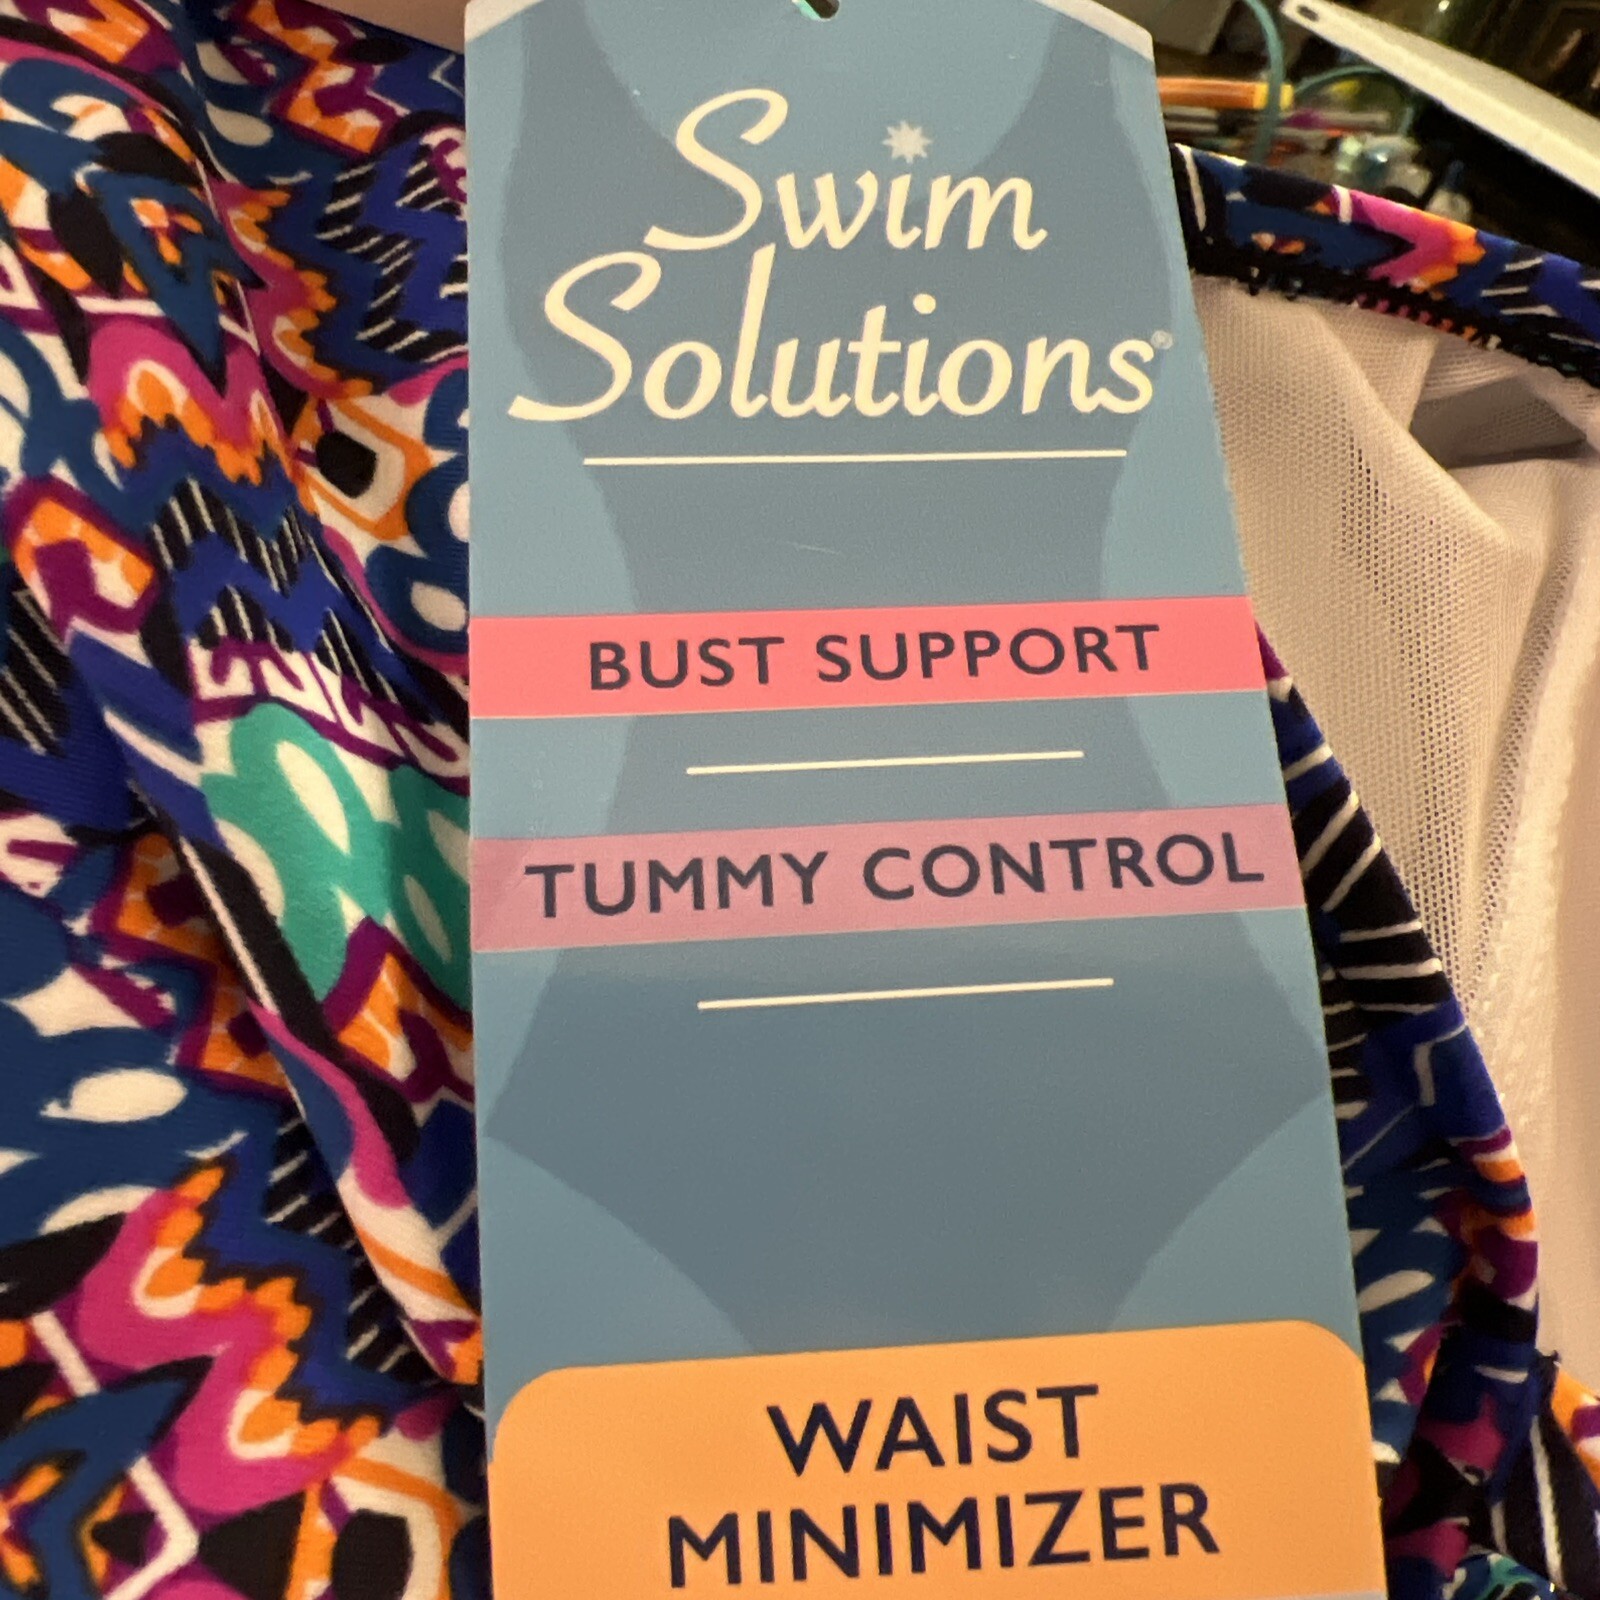 Swim
Solutions®
BUST SUPPORT
TUMMY CONTROL
WAIST
MINIMIZER